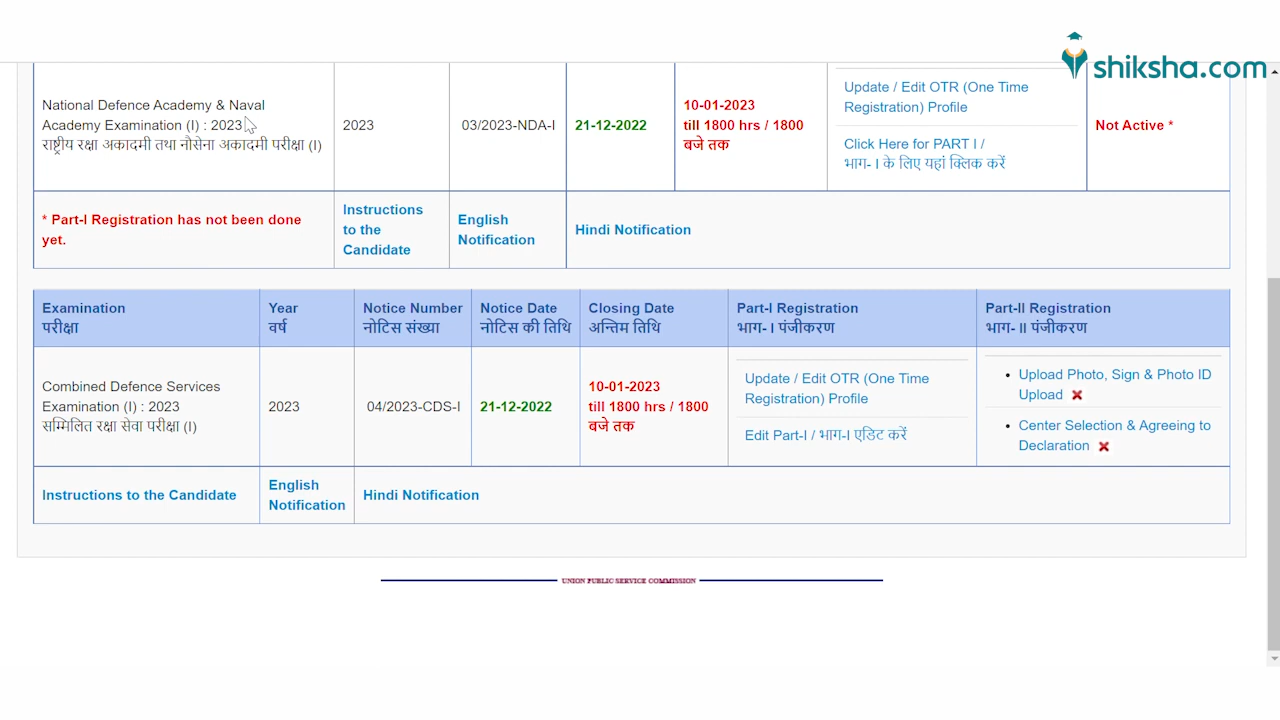 shiksha.com
National Defence Academy & Naval
Academy Examination (I) : 2023
राष्ट्रीय रक्षा अकादमी तथा नौसेना अकादमी परीक्षा (I)
2023
03/2023-NDA-I
21-12-2022
10-01-2023
till 1800 hrs / 1800
बजे तक
Update / Edit OTR (One Time
Registration) Profile
Click Here for PART I /
भाग- I के लिए यहां क्लिक करें
Not Active *
* Part-I Registration has not been done
yet.
Instructions
to the
Candidate
English
Notification
Hindi Notification
Examination
परीक्षा
Year
वर्ष
Notice Number
नोटिस संख्या
Notice Date
नोटिस की तिथि
Closing Date
अन्तिम तिथि
Part-I Registration
भाग- I पंजीकरण
Part-II Registration
भाग- II पंजीकरण
Combined Defence Services
Examination (I) : 2023
सम्मिलित रक्षा सेवा परीक्षा (I)
2023
04/2023-CDS-I
21-12-2022
10-01-2023
till 1800 hrs / 1800
बजे तक
Update / Edit OTR (One Time
Registration) Profile
Edit Part-I / भाग-I एडिट करें
• Upload Photo, Sign & Photo ID
Upload
• Center Selection & Agreeing to
Declaration
Instructions to the Candidate
English
Notification
Hindi Notification
UNION PUBLIC SERVICE COMMISSION